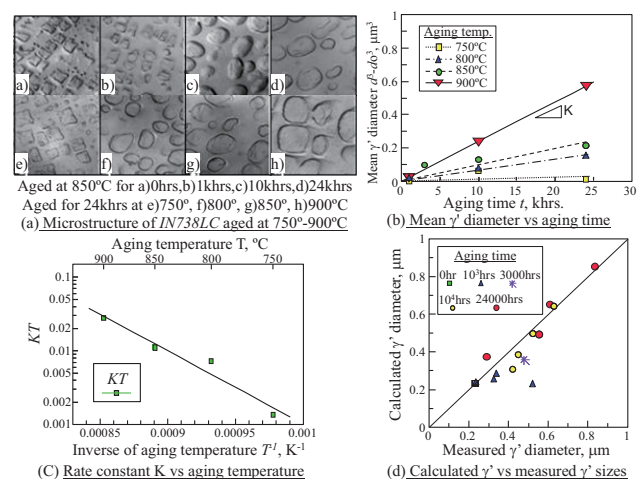 a)
b)
c)
d)
e)
f)
g)
h)
Aged at 850ºC for a)0hrs,b)1khrs,c)10khrs,d)24khrs
Aged for 24khrs at e)750º, f)800º, g)850º, h)900ºC
(a) Microstructure of IN738LC aged at 750º-900ºC
Mean γ' diameter d³-do³, µm³
Aging temp.
750ºC
800ºC
850ºC
900ºC
K
1
0.8
0.6
0.4
0.2
0
0 5 10 15 20 25 30
Aging time t, khrs.
(b) Mean γ' diameter vs aging time
Aging temperature T, ºC
900 850 800 750
KT
0.1
0.05
0.02
0.01
0.005
0.002
0.001
KT
0.00085 0.0009 0.00095 0.001
Inverse of aging temperature T⁻¹, K⁻¹
(C) Rate constant K vs aging temperature
Calculated γ' diameter, µm
Aging time
0hr 10³hrs 3000hrs
10⁴hrs 24000hrs
1
0.8
0.6
0.4
0.2
0
0 0.2 0.4 0.6 0.8 1
Measured γ' diameter, µm
(d) Calculated γ' vs measured γ' sizes